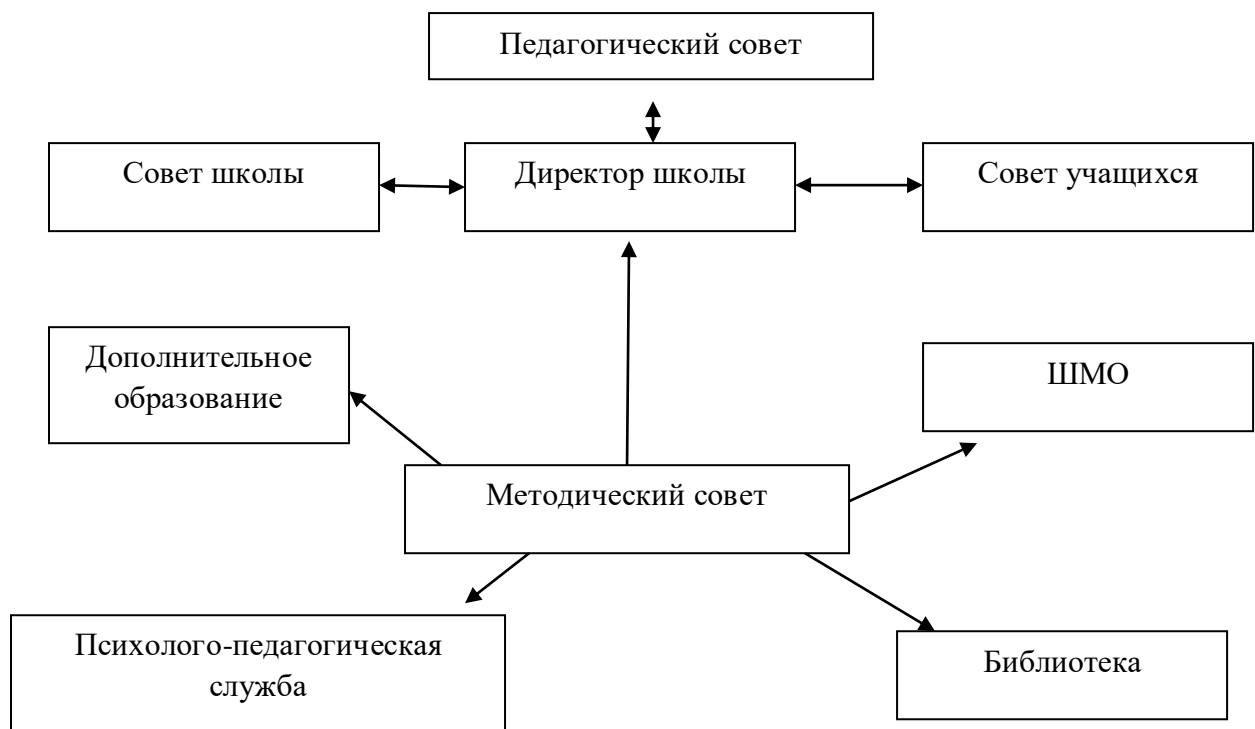 Педагогический совет
Совет школы
Директор школы
Совет учащихся
Дополнительное
образование
ШМО
Методический совет
Психолого-педагогическая
служба
Библиотека